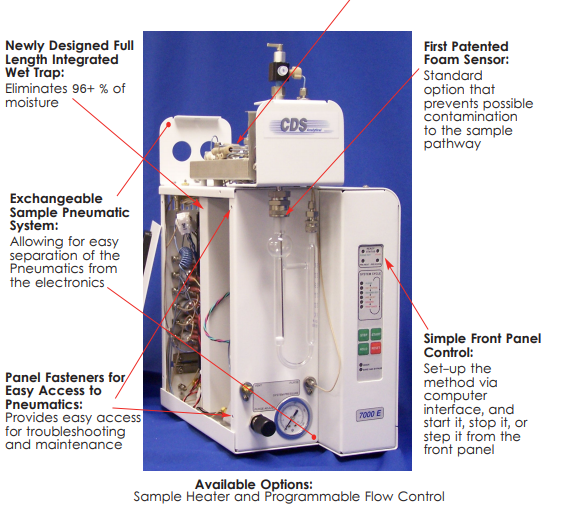 Newly Designed Full
Length Integrated
Wet Trap:
Eliminates 96+ % of
moisture
First Patented
Foam Sensor:
Standard
option that
prevents possible
contamination
to the sample
pathway
CDS
Exchangeable
Sample Pneumatic
System:
Allowing for easy
separation of the
Pneumatics from
the electronics
Simple Front Panel
Control:
Set-up the
method via
computer
interface, and
start it, stop it, or
step it from the
front panel
Panel Fasteners for
Easy Access to
Pneumatics:
Provides easy access
for troubleshooting
and maintenance
7000 E
Available Options:
Sample Heater and Programmable Flow Control